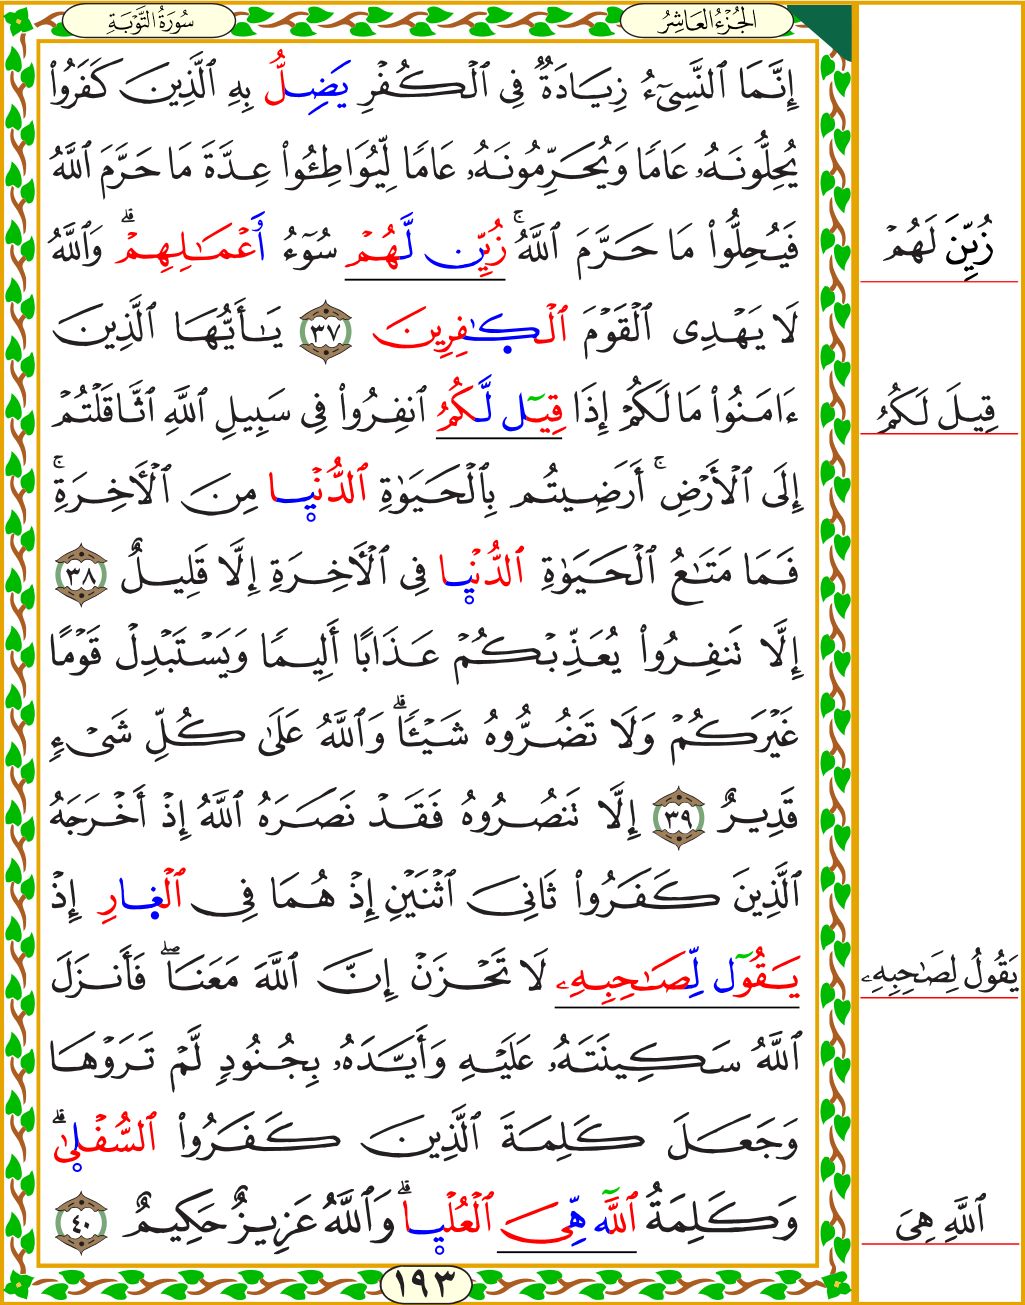 الجُزْءُ العَاشِرُ
سُورَةُ التَّوْبَةِ
إِنَّمَا ٱلنَّسِىٓءُ زِيَادَةٌ فِى ٱلْكُفْرِ يَضِلُّ بِهِ ٱلَّذِينَ كَفَرُوا۟
يُحِلُّونَهُۥ عَامًا وَيُحَرِّمُونَهُۥ عَامًا لِّيُوَاطِـُٔوا۟ عِدَّةَ مَا حَرَّمَ ٱللَّهُ
فَيُحِلُّوا۟ مَا حَرَّمَ ٱللَّهُ ۚ زُيِّن لَّهُمْ سُوٓءُ أَعْمَـٰلِهِمْ ۗ وَٱللَّهُ
زُيِّنَ لَهُمْ
لَا يَهْدِى ٱلْقَوْمَ ٱلْكَـٰفِرِينَ ٣٧ يَـٰٓأَيُّهَا ٱلَّذِينَ
ءَامَنُوا۟ مَا لَكُمْ إِذَا قِيٓل لَّكُمُ ٱنفِرُوا۟ فِى سَبِيلِ ٱللَّهِ ٱثَّاقَلْتُمْ
قِيلَ لَكُمُ
إِلَى ٱلْأَرْضِ ۚ أَرَضِيتُم بِٱلْحَيَوٰةِ ٱلدُّنْيَا مِنَ ٱلْـَٔاخِرَةِ ۚ
فَمَا مَتَـٰعُ ٱلْحَيَوٰةِ ٱلدُّنْيَا فِى ٱلْـَٔاخِرَةِ إِلَّا قَلِيلٌ ٣٨
إِلَّا تَنفِرُوا۟ يُعَذِّبْكُمْ عَذَابًا أَلِيمًا وَيَسْتَبْدِلْ قَوْمًا
غَيْرَكُمْ وَلَا تَضُرُّوهُ شَيْـًٔا ۗ وَٱللَّهُ عَلَىٰ كُلِّ شَىْءٍ
قَدِيرٌ ٣٩ إِلَّا تَنصُرُوهُ فَقَدْ نَصَرَهُ ٱللَّهُ إِذْ أَخْرَجَهُ
ٱلَّذِينَ كَفَرُوا۟ ثَانِىَ ٱثْنَيْنِ إِذْ هُمَا فِى ٱلْغَارِ إِذْ
يَقُوٓل لِّصَـٰحِبِهِۦ لَا تَحْزَنْ إِنَّ ٱللَّهَ مَعَنَا ۖ فَأَنزَلَ
يَقُولُ لِصَـٰحِبِهِۦ
ٱللَّهُ سَكِينَتَهُۥ عَلَيْهِ وَأَيَّدَهُۥ بِجُنُودٍ لَّمْ تَرَوْهَا
وَجَعَلَ كَلِمَةَ ٱلَّذِينَ كَفَرُوا۟ ٱلسُّفْلَىٰ ۗ
وَكَلِمَةُ ٱللَّٓه هِّىَ ٱلْعُلْيَا ۗ وَٱللَّهُ عَزِيزٌ حَكِيمٌ ٤٠
ٱللَّهِ هِىَ
١٩٣